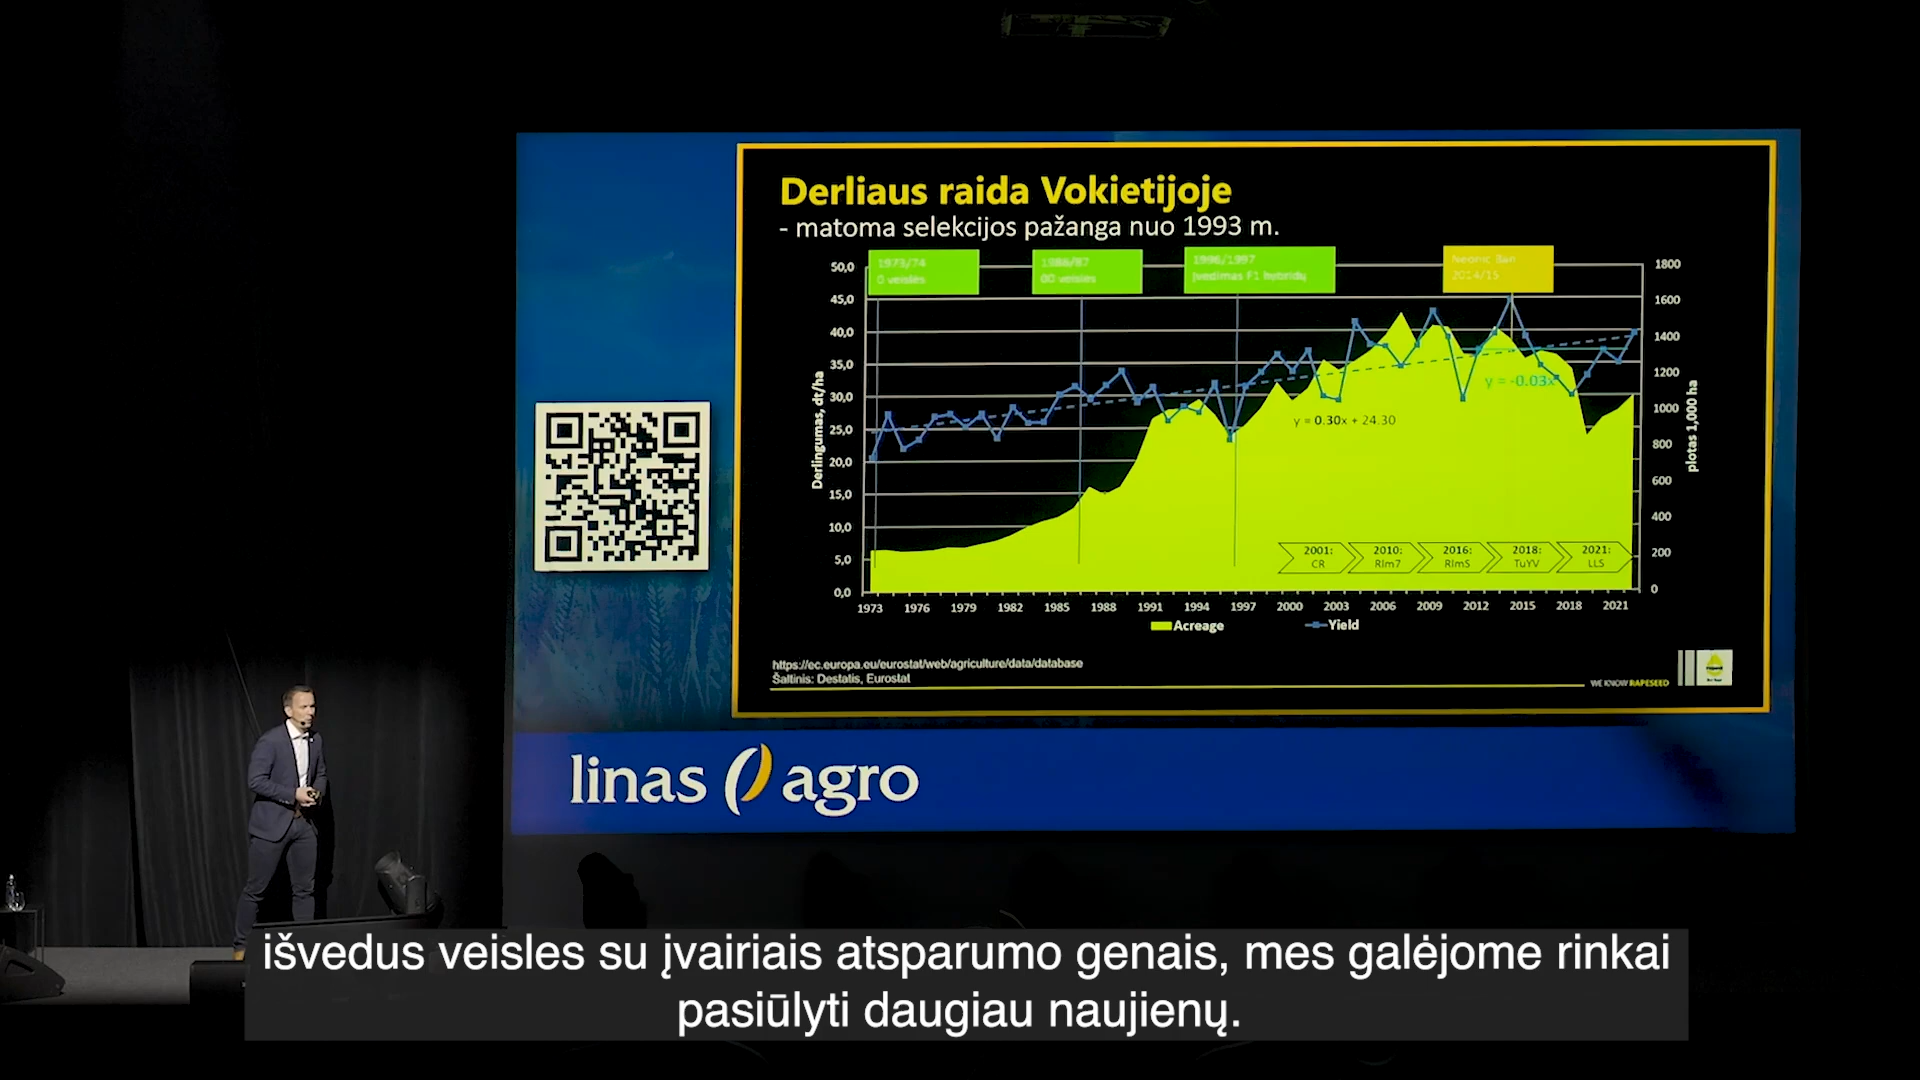 Derliaus raida Vokietijoje
- matoma selekcijos pažanga nuo 1993 m.
1973/74
0 veislės
1986/87
00 veislės
1996/1997
Įvedimas F1 hybridų
Neonic Ban
2014/15
50,0
45,0
40,0
35,0
30,0
25,0
20,0
15,0
10,0
5,0
0,0
Derlingumas, dt/ha
1800
1600
1400
1200
1000
800
600
400
200
0
plotas 1,000 ha
y = -0.03x
y = 0.30x + 24.30
2001:
CR
2010:
Rlm7
2016:
RlmS
2018:
TuYV
2021:
LLS
1973 1976 1979 1982 1985 1988 1991 1994 1997 2000 2003 2006 2009 2012 2015 2018 2021
Acreage Yield
https://ec.europa.eu/eurostat/web/agriculture/data/database
Šaltinis: Destatis, Eurostat
WE KNOW RAPESEED
linas agro
išvedus veisles su įvairiais atsparumo genais, mes galėjome rinkai
pasiūlyti daugiau naujienų.